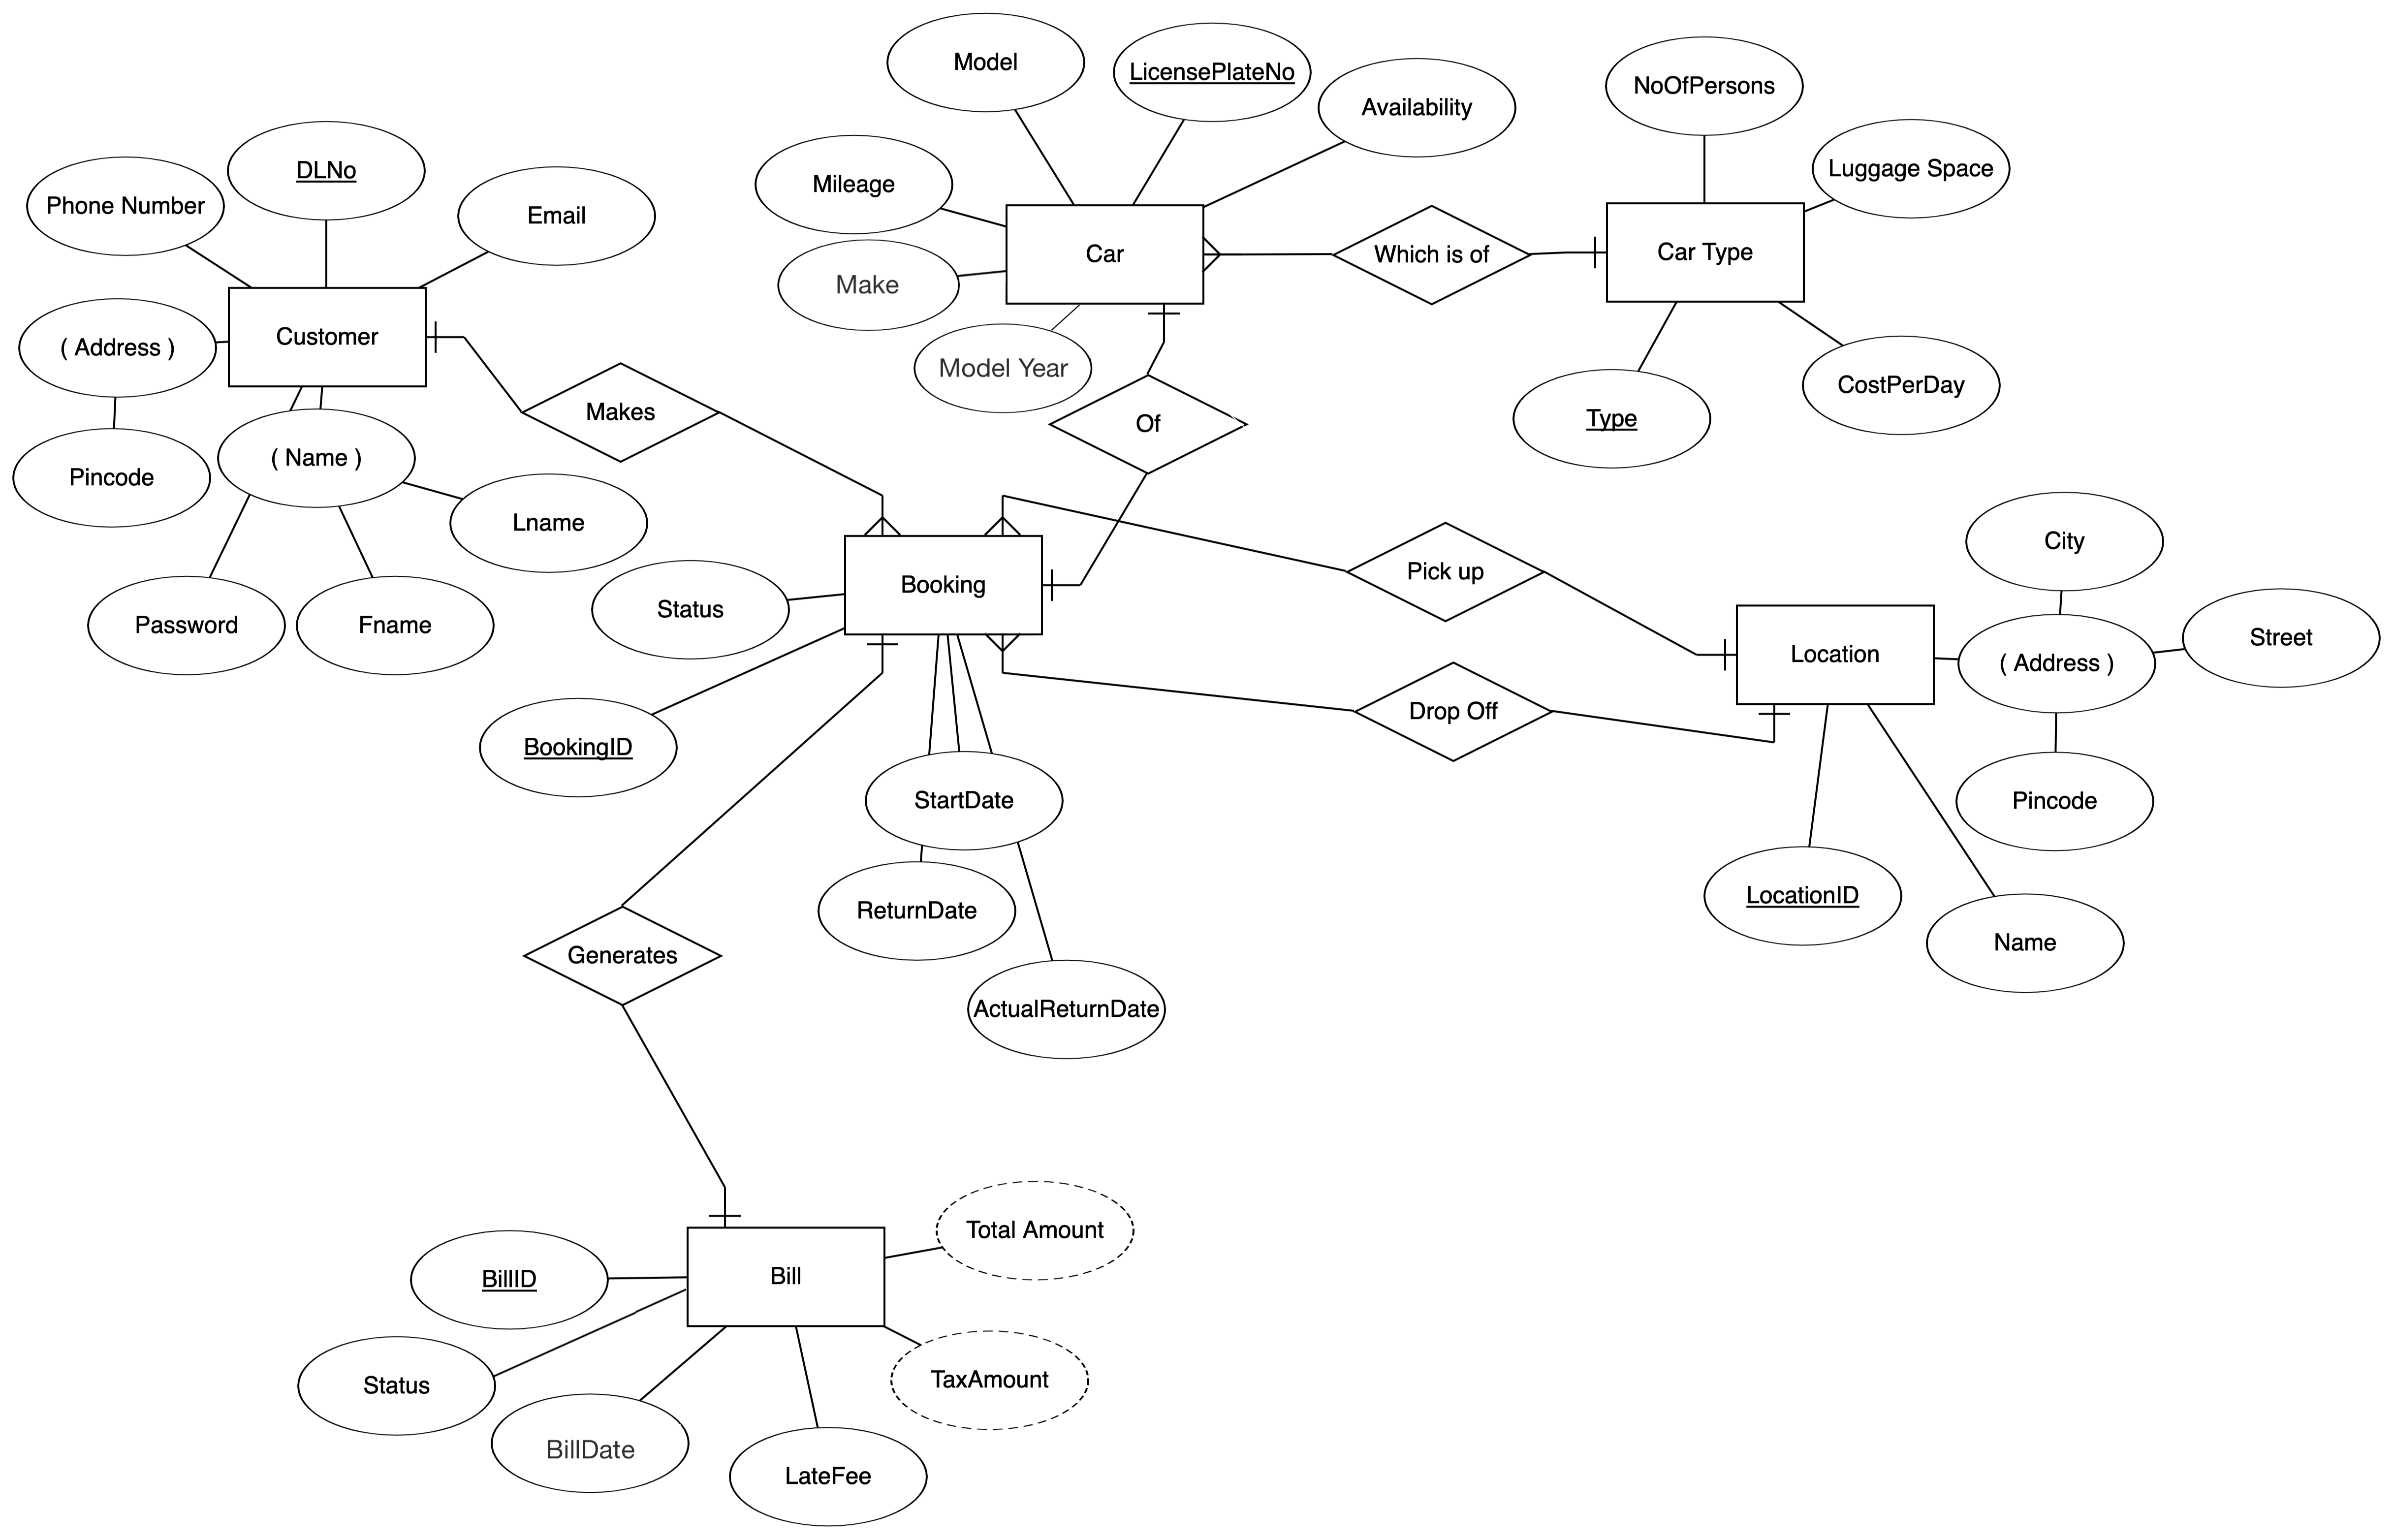 Model
LicensePlateNo
NoOfPersons
Availability
DLNo
Luggage Space
Mileage
Phone Number
Email
Car
Which is of
Car Type
Make
Customer
( Address )
Model Year
CostPerDay
Makes
Of
Type
( Name )
Pincode
Lname
City
Pick up
Booking
Status
Password
Fname
Street
Location
( Address )
Drop Off
BookingID
StartDate
Pincode
LocationID
ReturnDate
Name
Generates
ActualReturnDate
Total Amount
BillID
Bill
TaxAmount
Status
BillDate
LateFee